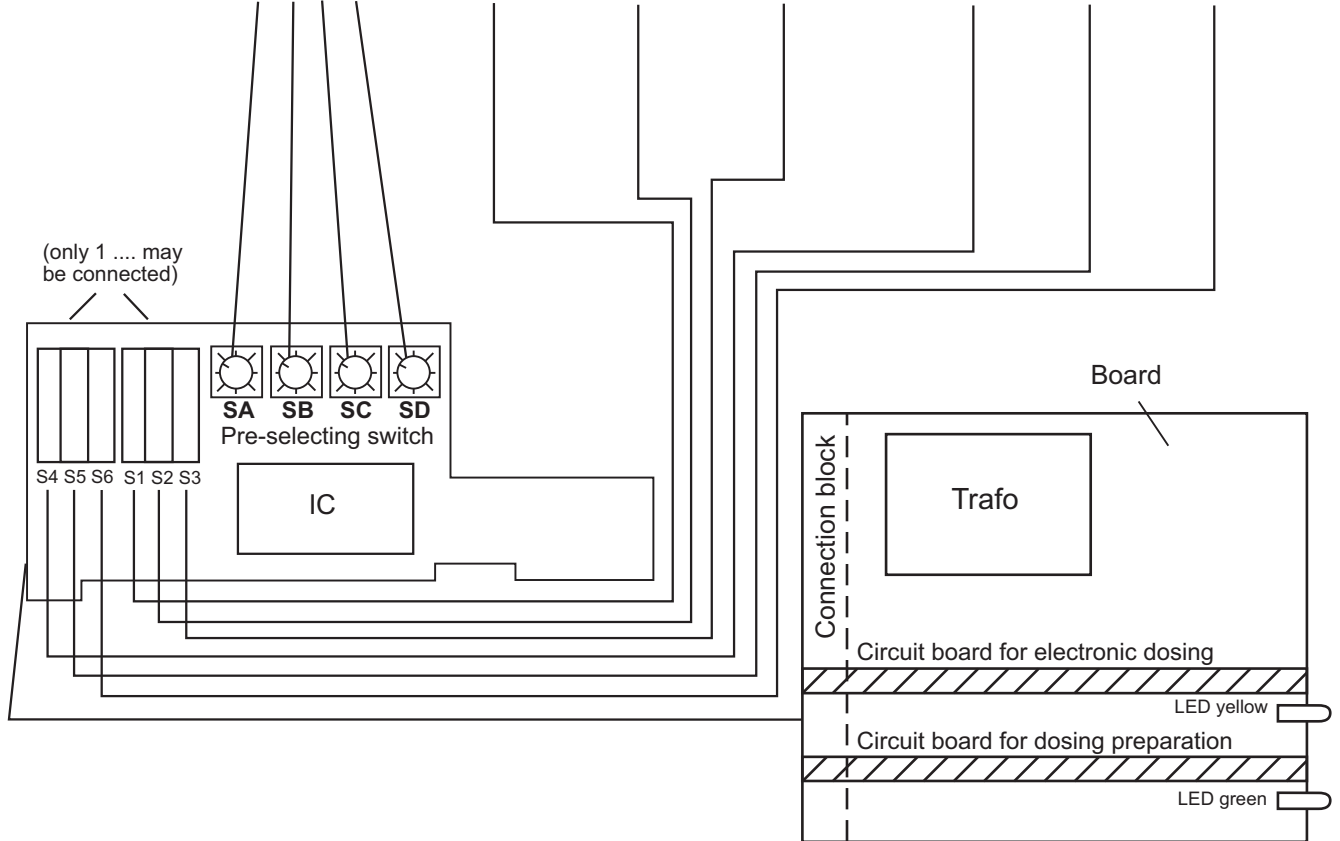 (only 1 .... may
be connected)
SA SB SC SD
Pre-selecting switch
S4 S5 S6 S1 S2 S3
IC
Board
Connection block
Trafo
Circuit board for electronic dosing
LED yellow
Circuit board for dosing preparation
LED green